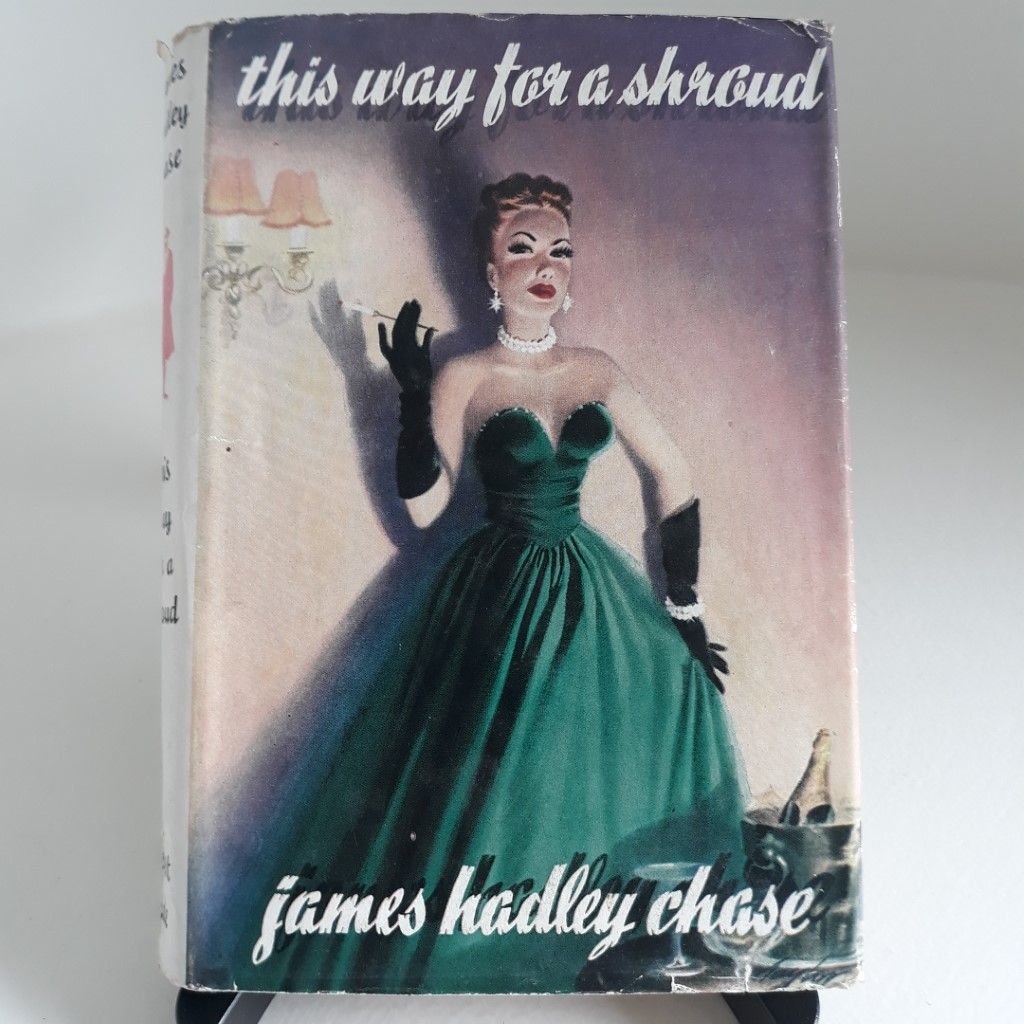 this way for a shroud
james hadley chase